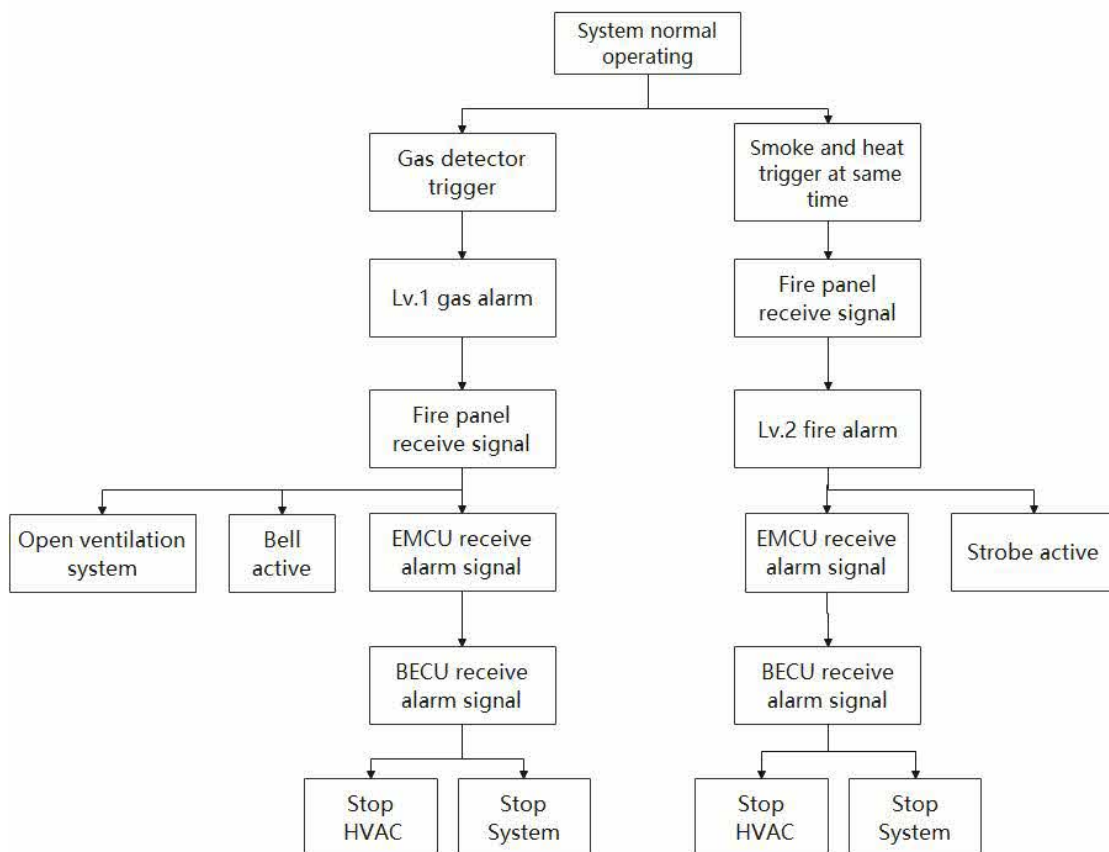 System normal
operating
Gas detector
trigger
Smoke and heat
trigger at same
time
Lv.1 gas alarm
Fire panel
receive signal
Fire panel
receive signal
Lv.2 fire alarm
Open ventilation
system
Bell
active
EMCU receive
alarm signal
EMCU receive
alarm signal
Strobe active
BECU receive
alarm signal
BECU receive
alarm signal
Stop
HVAC
Stop
System
Stop
HVAC
Stop
System